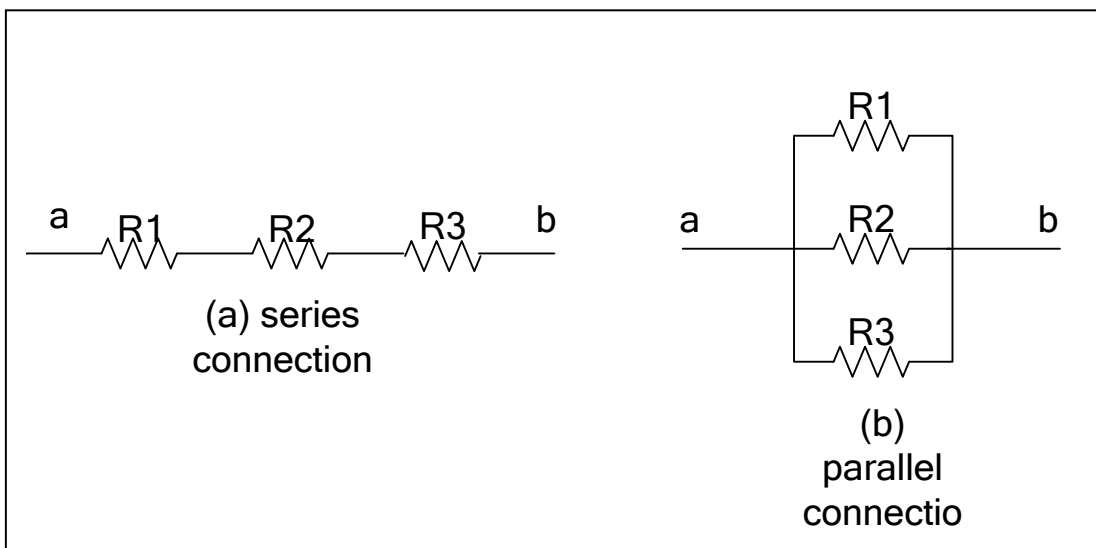 a
R1
R2
R3
b
(a) series
connection
R1
a
R2
b
R3
(b)
parallel
connectio